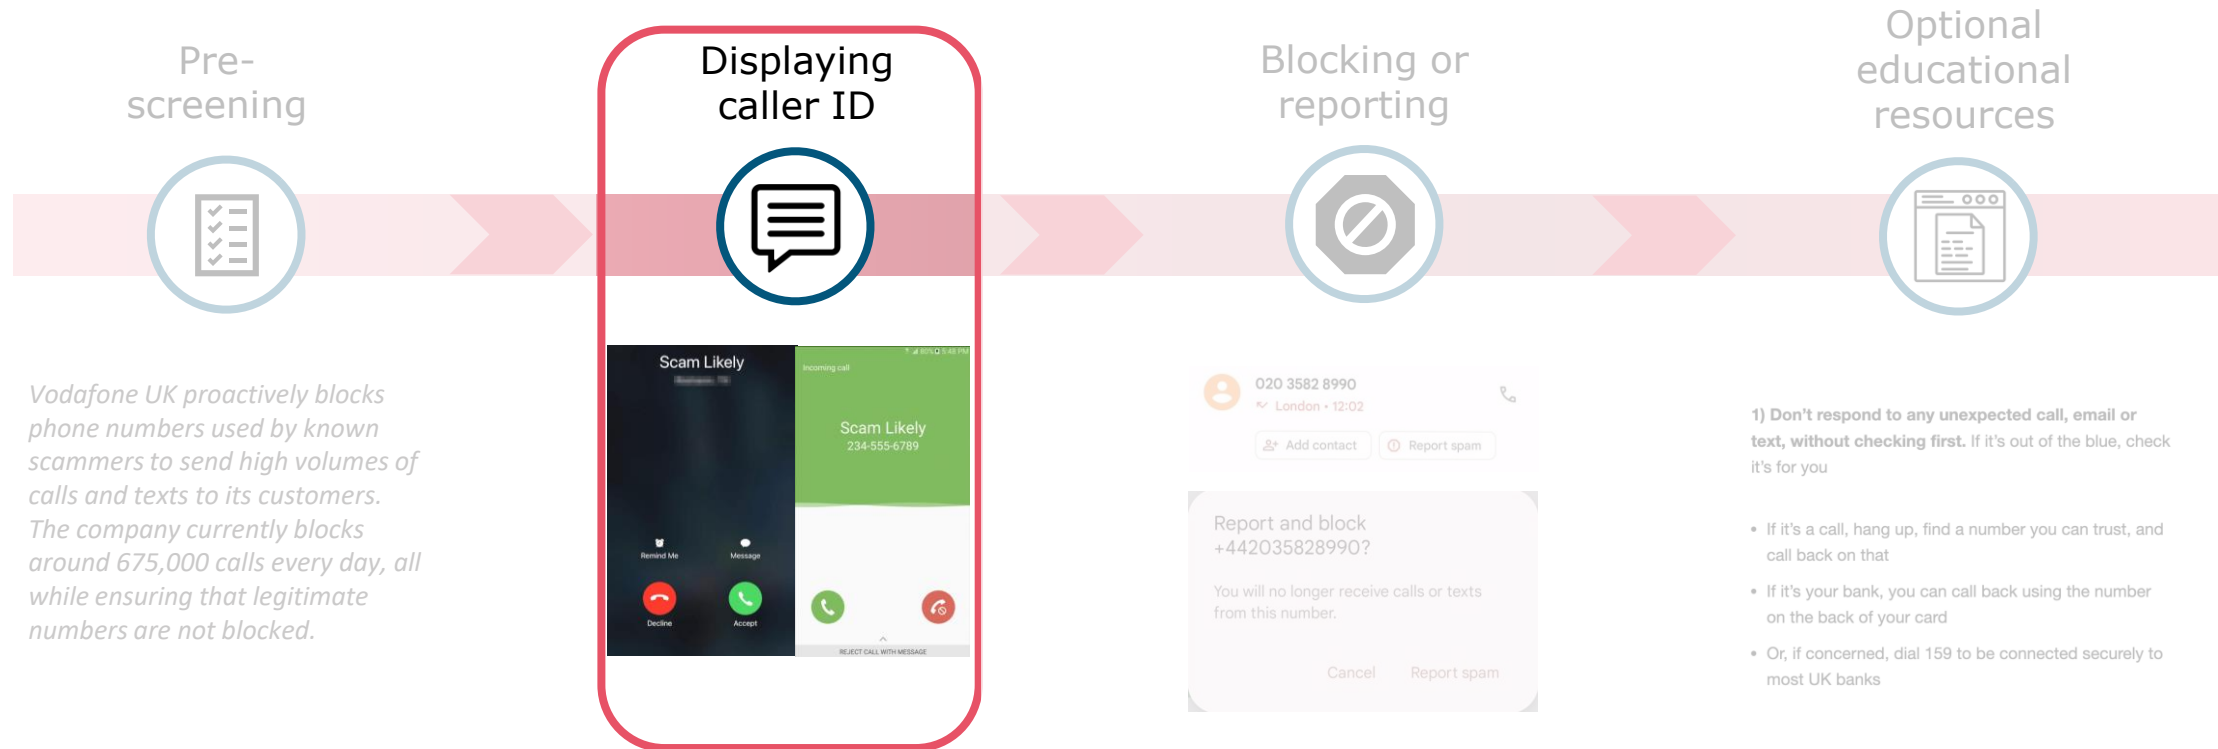 Pre-
screening
Displaying
caller ID
Blocking or
reporting
Optional
educational
resources
Vodafone UK proactively blocks
phone numbers used by known
scammers to send high volumes of
calls and texts to its customers.
The company currently blocks
around 675,000 calls every day, all
while ensuring that legitimate
numbers are not blocked.
Scam Likely
Remind Me
Message
Decline
Accept
80% 5:48 PM
Incoming call
Scam Likely
234-555-6789
REJECT CALL WITH MESSAGE
020 3582 8990
London • 12:02
Add contact
Report spam
Report and block
+442035828990?
You will no longer receive calls or texts
from this number.
Cancel
Report spam
1) Don't respond to any unexpected call, email or
text, without checking first. If it's out of the blue, check
it's for you
• If it's a call, hang up, find a number you can trust, and
call back on that
• If it's your bank, you can call back using the number
on the back of your card
• Or, if concerned, dial 159 to be connected securely to
most UK banks